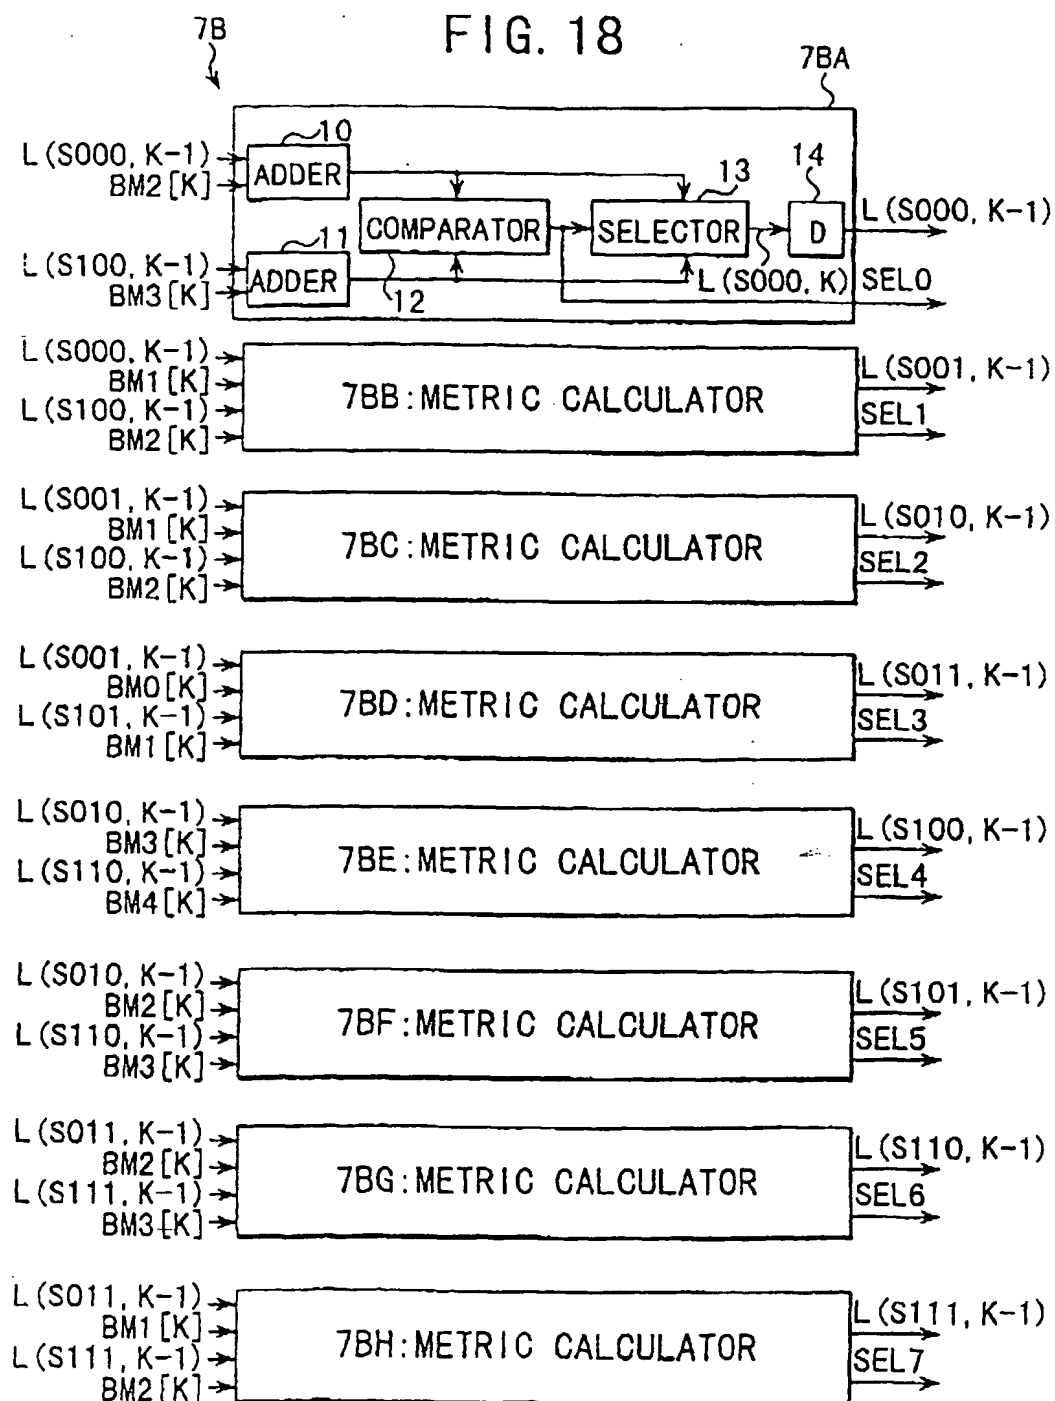 FIG. 18
7B
7BA
L(S000, K-1)
BM2[K]
10
ADDER
L(S100, K-1)
BM3[K]
11
ADDER
COMPARATOR
12
13
SELECTOR
14
D
L(S000, K)
L(S000, K-1)
SEL0
L(S000, K-1)
BM1[K]
L(S100, K-1)
BM2[K]
7BB:METRIC CALCULATOR
L(S001, K-1)
SEL1
L(S001, K-1)
BM1[K]
L(S100, K-1)
BM2[K]
7BC:METRIC CALCULATOR
L(S010, K-1)
SEL2
L(S001, K-1)
BM0[K]
L(S101, K-1)
BM1[K]
7BD:METRIC CALCULATOR
L(S011, K-1)
SEL3
L(S010, K-1)
BM3[K]
L(S110, K-1)
BM4[K]
7BE:METRIC CALCULATOR
L(S100, K-1)
SEL4
L(S010, K-1)
BM2[K]
L(S110, K-1)
BM3[K]
7BF:METRIC CALCULATOR
L(S101, K-1)
SEL5
L(S011, K-1)
BM2[K]
L(S111, K-1)
BM3[K]
7BG:METRIC CALCULATOR
L(S110, K-1)
SEL6
L(S011, K-1)
BM1[K]
L(S111, K-1)
BM2[K]
7BH:METRIC CALCULATOR
L(S111, K-1)
SEL7